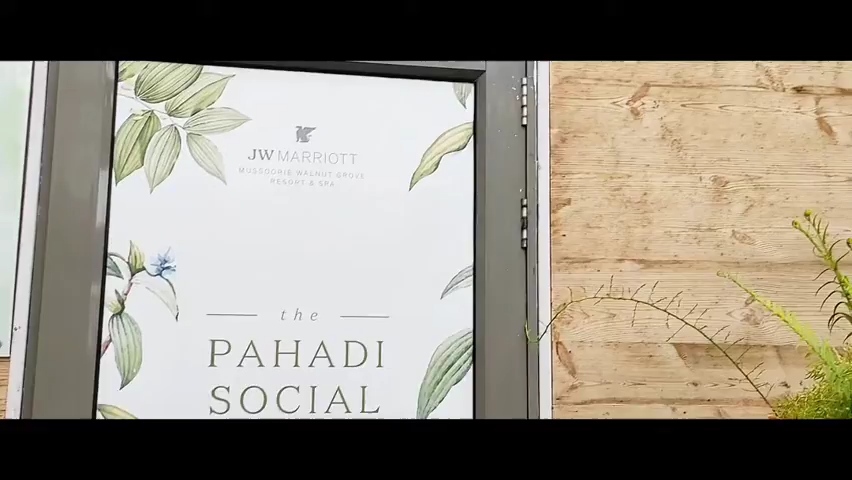 JW MARRIOTT
MUSSOORIE WALNUT GROVE
RESORT & SPA
the
PAHADI
SOCIAL